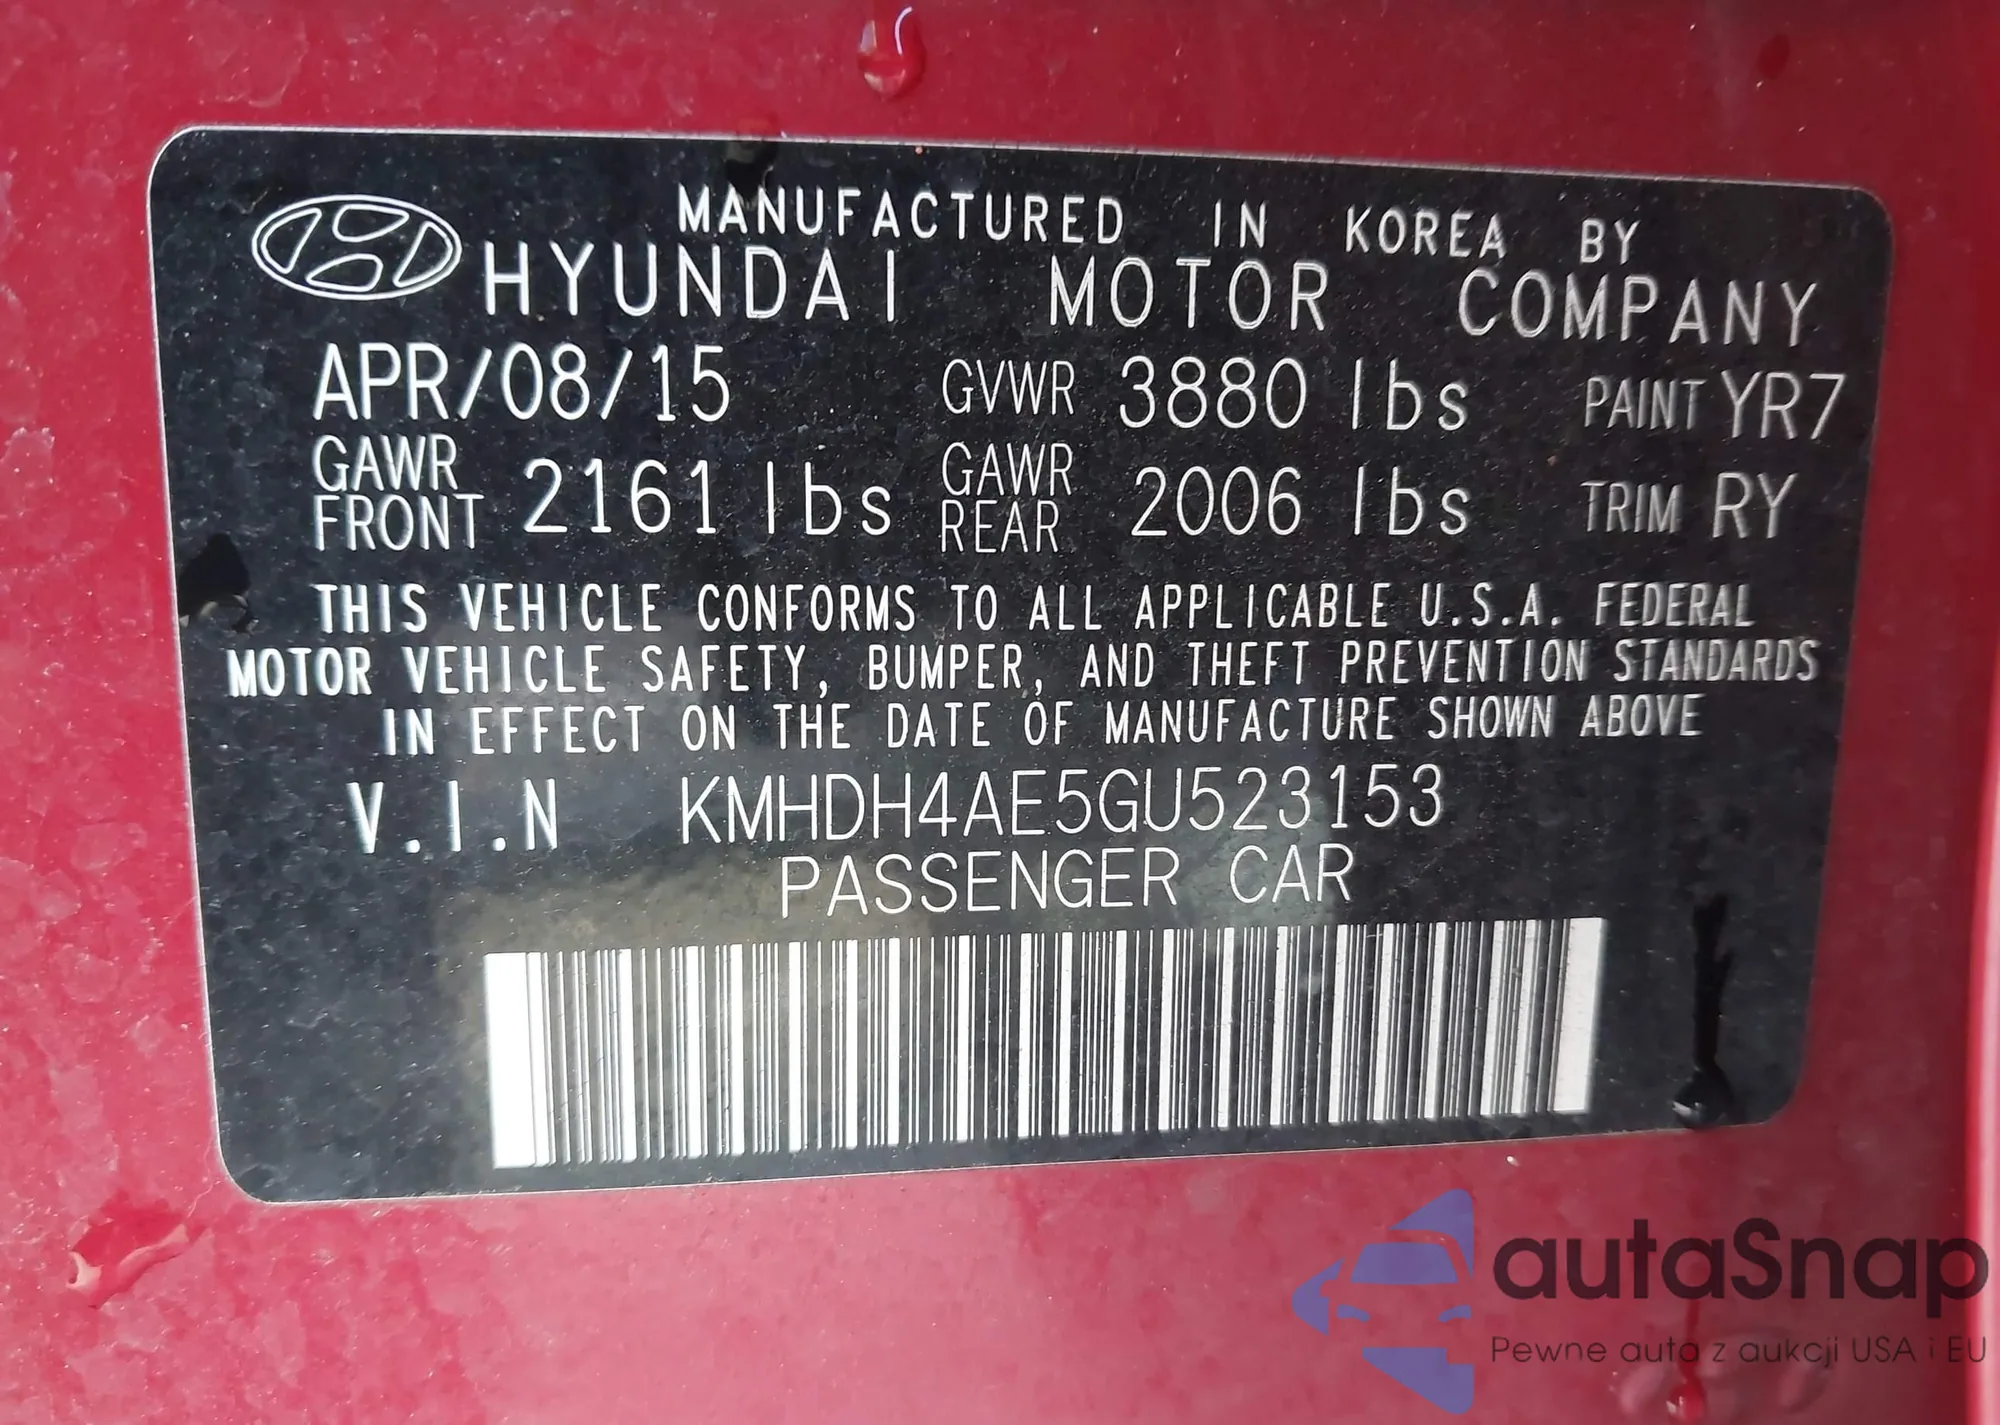 MANUFACTURED IN KOREA BY
HYUNDAI MOTOR COMPANY
APR/08/15 GVWR 3880 lbs PAINT YR7
GAWR FRONT 2161 lbs GAWR REAR 2006 lbs TRIM RY
THIS VEHICLE CONFORMS TO ALL APPLICABLE U.S.A. FEDERAL
MOTOR VEHICLE SAFETY, BUMPER, AND THEFT PREVENTION STANDARDS
IN EFFECT ON THE DATE OF MANUFACTURE SHOWN ABOVE
V.I.N KMHDH4AE5GU523153
PASSENGER CAR
autaSnap
Pewne auta z aukcji USA i EU